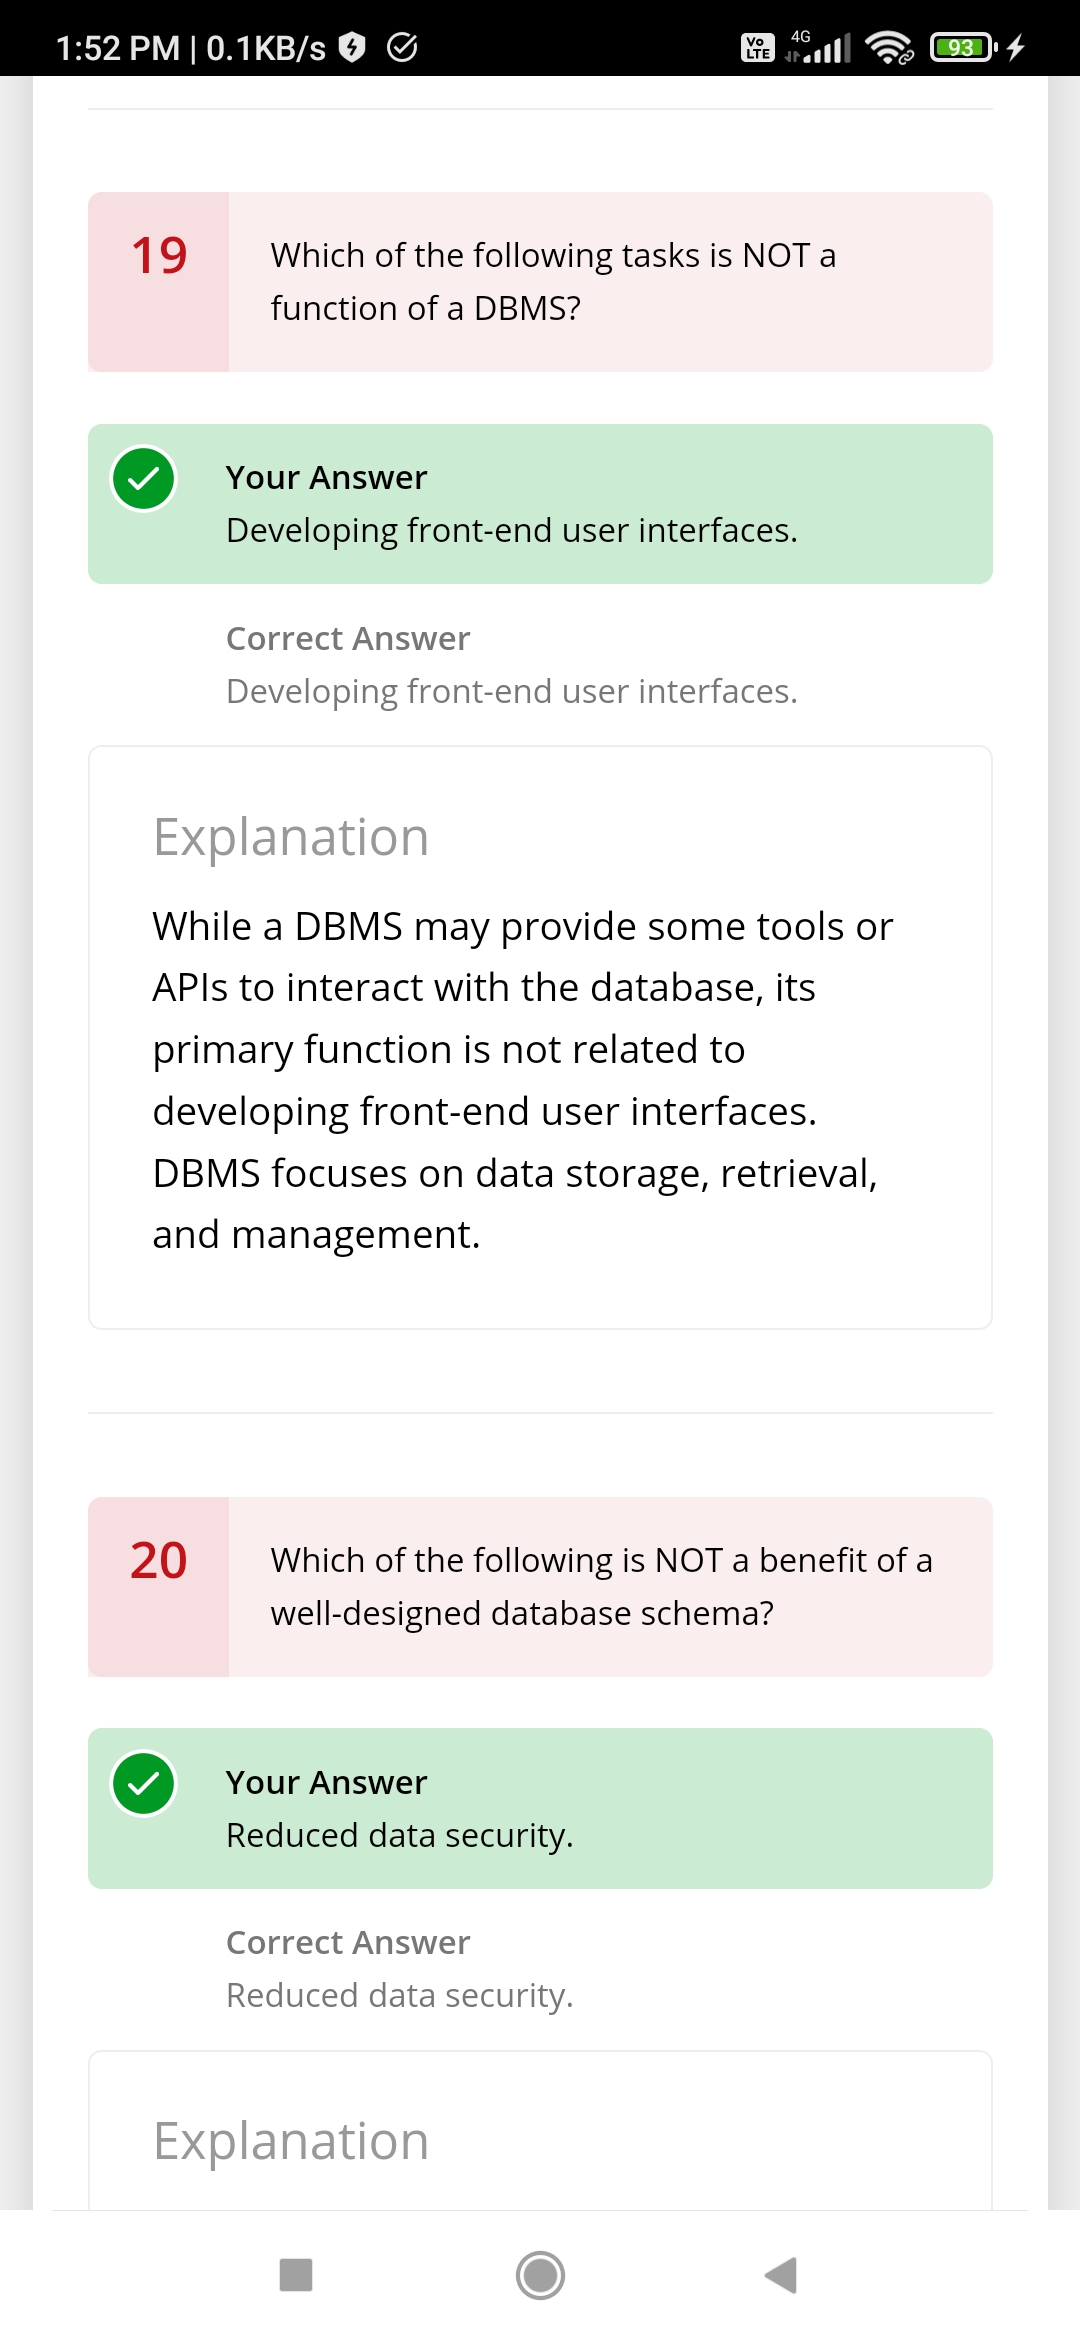 1:52 PM | 0.1KB/s Vo LTE 4G 93
19
Which of the following tasks is NOT a
function of a DBMS?
Your Answer
Developing front-end user interfaces.
Correct Answer
Developing front-end user interfaces.
Explanation
While a DBMS may provide some tools or
APIs to interact with the database, its
primary function is not related to
developing front-end user interfaces.
DBMS focuses on data storage, retrieval,
and management.
20
Which of the following is NOT a benefit of a
well-designed database schema?
Your Answer
Reduced data security.
Correct Answer
Reduced data security.
Explanation